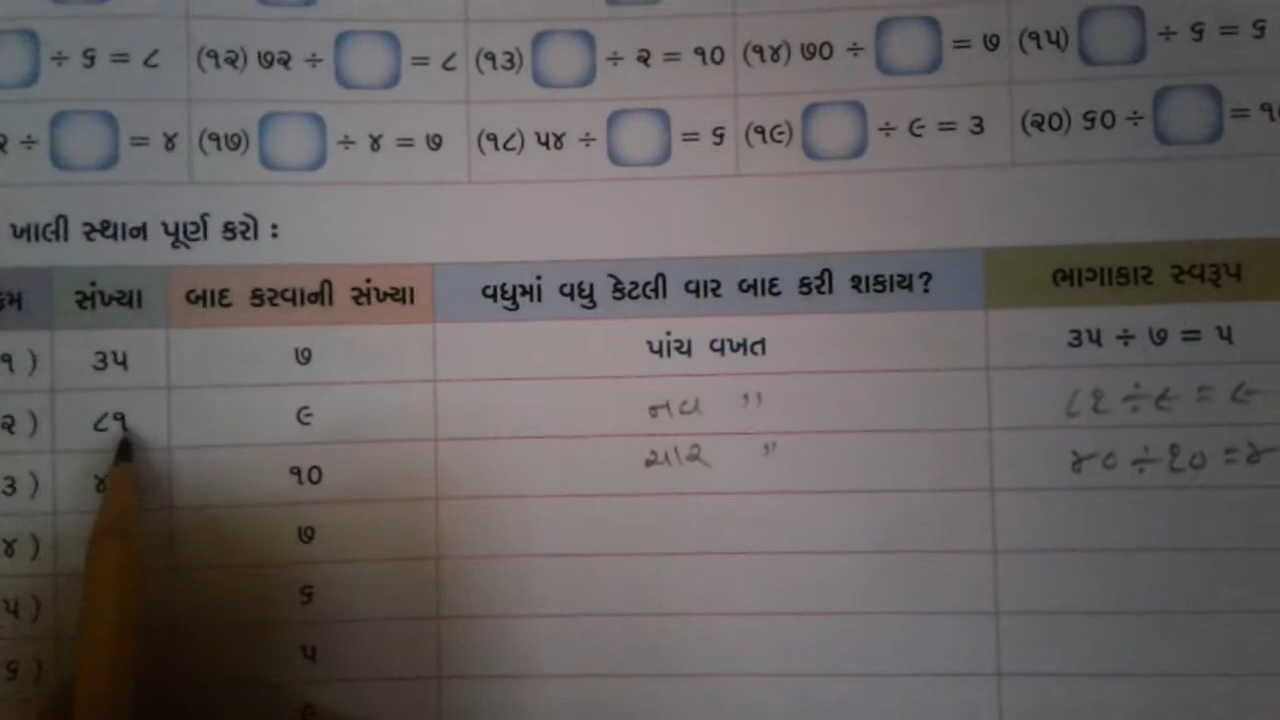 ÷ ૬ = ૮ (૧૨) ૭૨ ÷ = ૮ (૧૩) ÷ ૨ = ૧૦ (૧૪) ૭૦ ÷ = ૭ (૧૫) ÷ ૬ = ૬
૨ ÷ = ૪ (૧૭) ÷ ૪ = ૭ (૧૮) ૫૪ ÷ = ૬ (૧૯) ÷ ૯ = ૩ (૨૦) ૬૦ ÷ =
ખાલી સ્થાન પૂર્ણ કરો :
સંખ્યા બાદ કરવાની સંખ્યા વધુમાં વધુ કેટલી વાર બાદ કરી શકાય? ભાગાકાર સ્વરૂપ
૧ ) ૩૫ ૭ પાંચ વખત ૩૫ ÷ ૭ = ૫
૨ ) ૮૧ ૯ નવ " ૮૧ ÷ ૯ = ૯
૩ ) ૪ ૧૦ ચાર " ૪૦ ÷ ૧૦ = ૪
૪ ) ૭
૫ ) ૬
૬ ) ૫